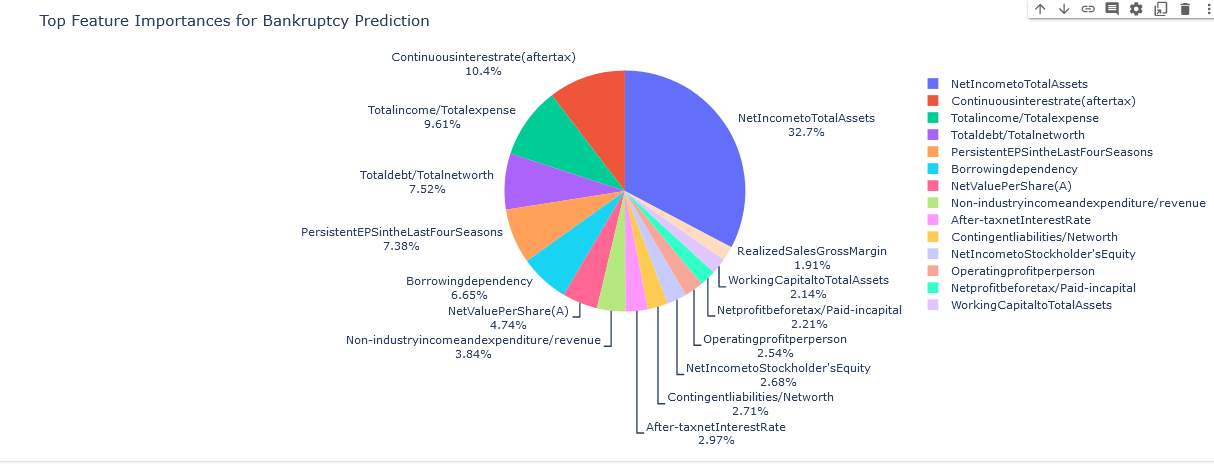 Top Feature Importances for Bankruptcy Prediction
Continuousinterestrate(aftertax)
10.4%
Totalincome/Totalexpense
9.61%
Totaldebt/Totalnetworth
7.52%
PersistentEPSintheLastFourSeasons
7.38%
Borrowingdependency
6.65%
NetValuePerShare(A)
4.74%
Non-industryincomeandexpenditure/revenue
3.84%
NetIncometoTotalAssets
32.7%
RealizedSalesGrossMargin
1.91%
WorkingCapitaltoTotalAssets
2.14%
Netprofitbeforetax/Paid-incapital
2.21%
Operatingprofitperperson
2.54%
NetIncometoStockholder'sEquity
2.68%
Contingentliabilities/Networth
2.71%
After-taxnetInterestRate
2.97%
NetIncometoTotalAssets
Continuousinterestrate(aftertax)
Totalincome/Totalexpense
Totaldebt/Totalnetworth
PersistentEPSintheLastFourSeasons
Borrowingdependency
NetValuePerShare(A)
Non-industryincomeandexpenditure/revenue
After-taxnetInterestRate
Contingentliabilities/Networth
NetIncometoStockholder'sEquity
Operatingprofitperperson
Netprofitbeforetax/Paid-incapital
WorkingCapitaltoTotalAssets